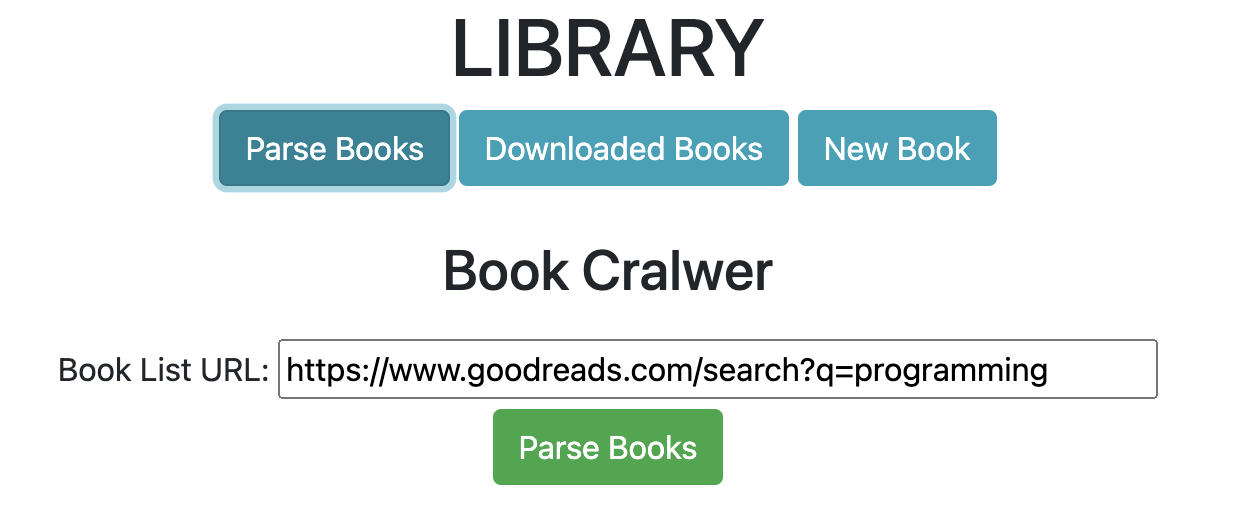 LIBRARY
Parse Books Downloaded Books New Book
Book Cralwer
Book List URL: https://www.goodreads.com/search?q=programming
Parse Books